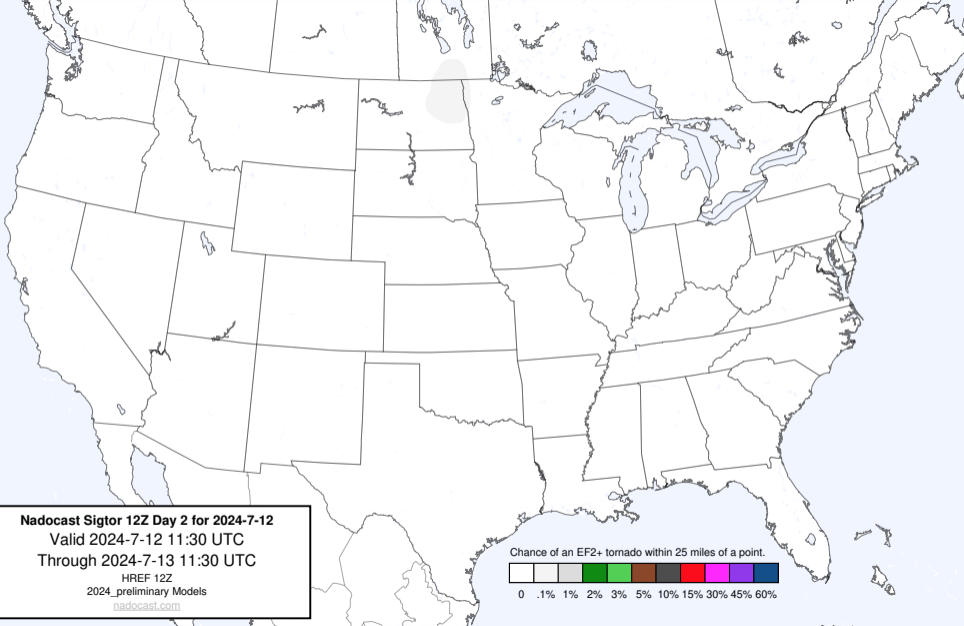 Nadocast Sigtor 12Z Day 2 for 2024-7-12
Valid 2024-7-12 11:30 UTC
Through 2024-7-13 11:30 UTC
HREF 12Z
2024_preliminary Models
nadocast.com
Chance of an EF2+ tornado within 25 miles of a point.
0 .1% 1% 2% 3% 5% 10% 15% 30% 45% 60%